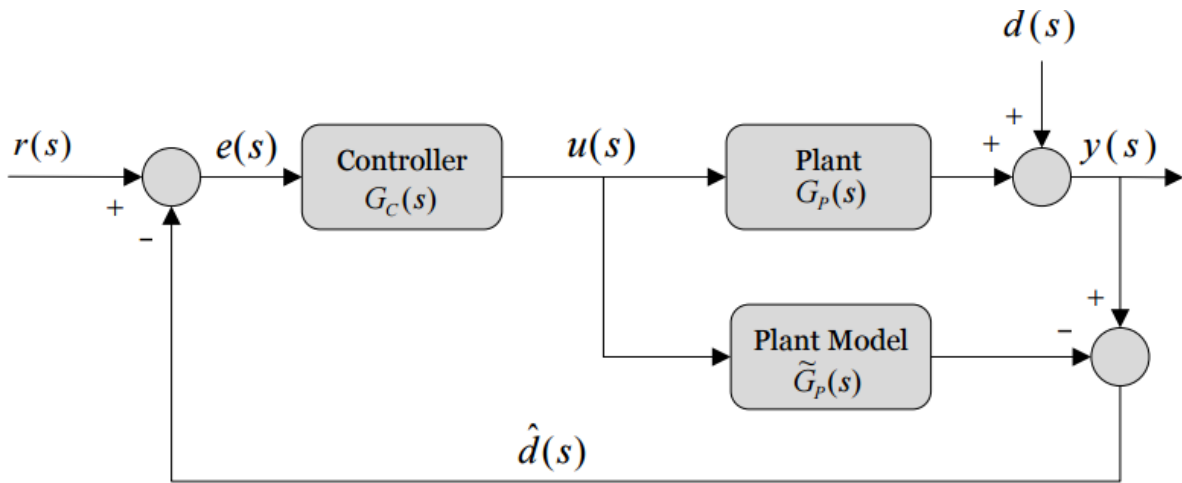 d(s)
r(s)
+
−
e(s)
Controller
G_C(s)
u(s)
Plant
G_P(s)
+
+
y(s)
Plant Model
G̃_P(s)
−
+
d̂(s)